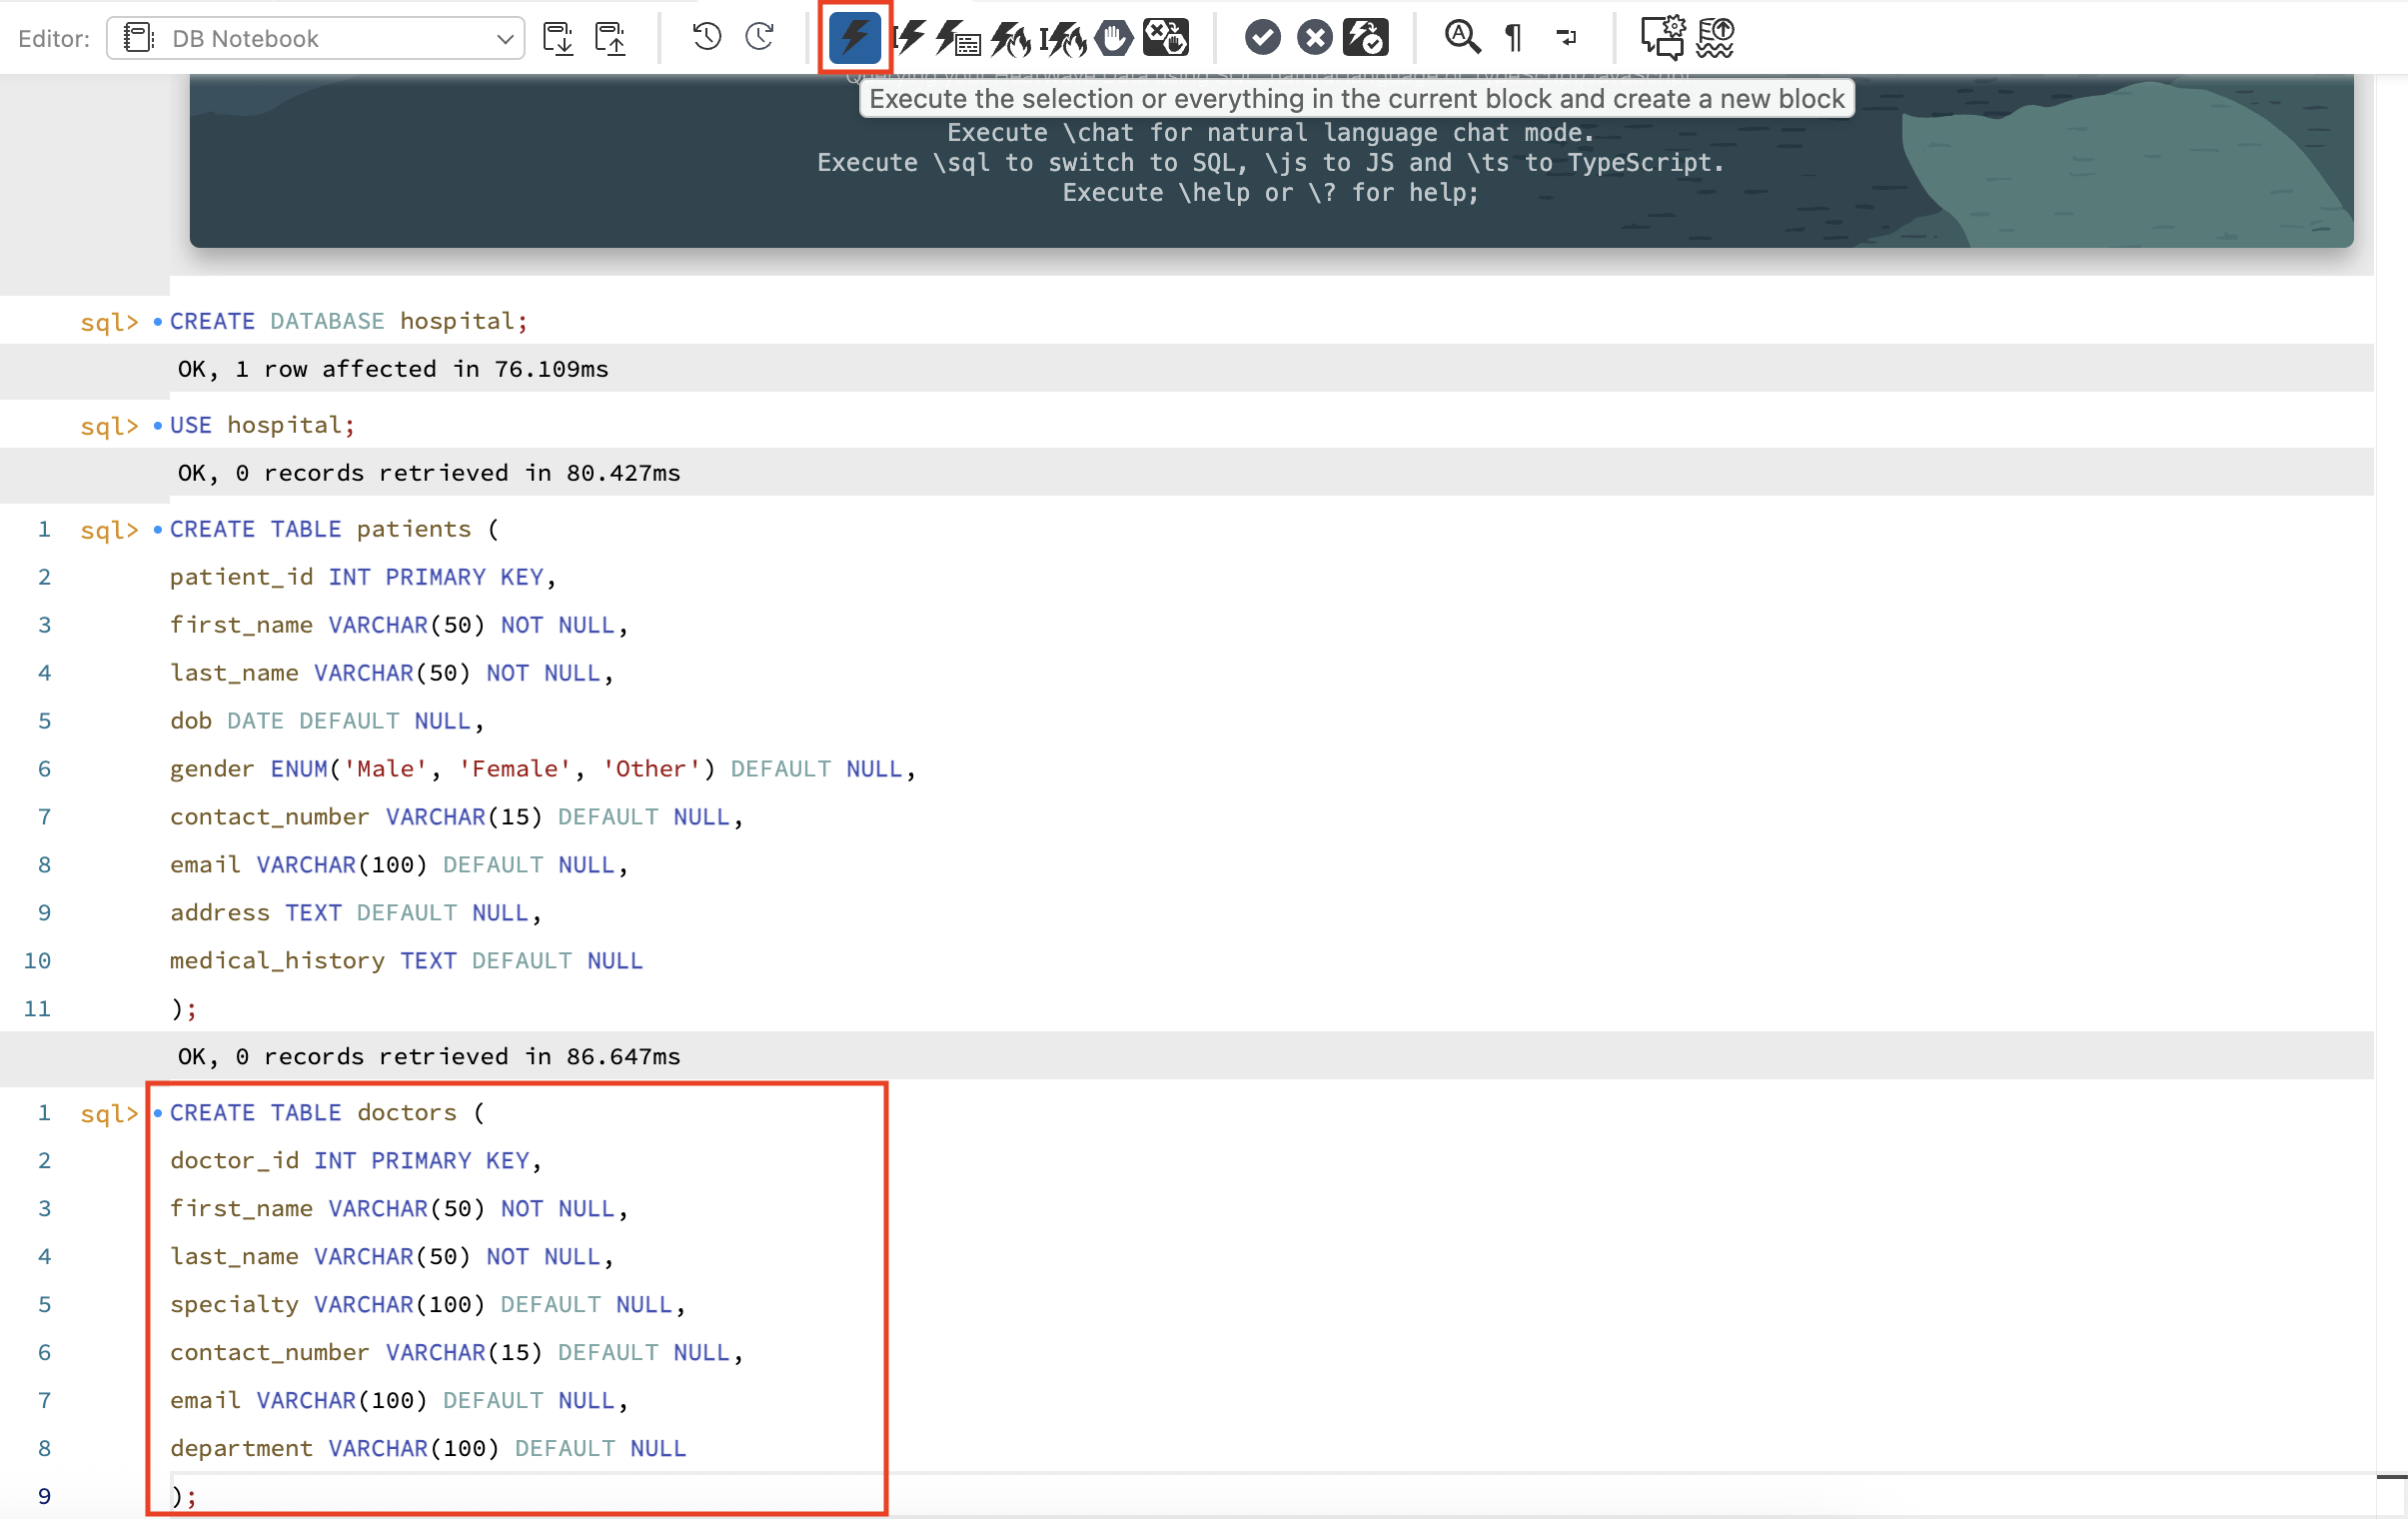 Editor: DB Notebook
Execute the selection or everything in the current block and create a new block
Execute \chat for natural language chat mode.
Execute \sql to switch to SQL, \js to JS and \ts to TypeScript.
Execute \help or \? for help;
sql> CREATE DATABASE hospital;
OK, 1 row affected in 76.109ms
sql> USE hospital;
OK, 0 records retrieved in 80.427ms
1 sql> CREATE TABLE patients (
2 patient_id INT PRIMARY KEY,
3 first_name VARCHAR(50) NOT NULL,
4 last_name VARCHAR(50) NOT NULL,
5 dob DATE DEFAULT NULL,
6 gender ENUM('Male', 'Female', 'Other') DEFAULT NULL,
7 contact_number VARCHAR(15) DEFAULT NULL,
8 email VARCHAR(100) DEFAULT NULL,
9 address TEXT DEFAULT NULL,
10 medical_history TEXT DEFAULT NULL
11 );
OK, 0 records retrieved in 86.647ms
1 sql> CREATE TABLE doctors (
2 doctor_id INT PRIMARY KEY,
3 first_name VARCHAR(50) NOT NULL,
4 last_name VARCHAR(50) NOT NULL,
5 specialty VARCHAR(100) DEFAULT NULL,
6 contact_number VARCHAR(15) DEFAULT NULL,
7 email VARCHAR(100) DEFAULT NULL,
8 department VARCHAR(100) DEFAULT NULL
9 );